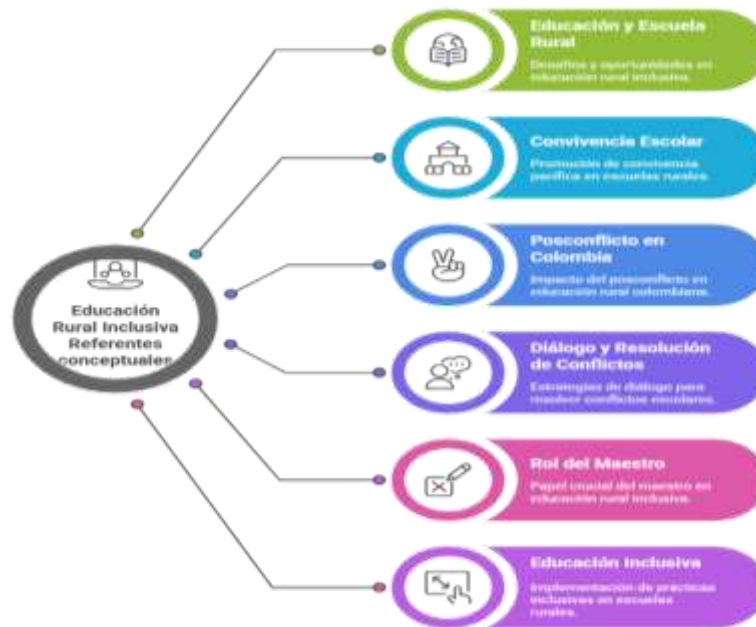 Educación
Rural Inclusiva
Referentes
conceptuales
Educación y Escuela
Rural
Desafíos y oportunidades en
educación rural inclusiva.
Convivencia Escolar
Promoción de convivencia
pacífica en escuelas rurales.
Posconflicto en
Colombia
Impacto del posconflicto en
educación rural colombiana.
Diálogo y Resolución
de Conflictos
Estrategias de diálogo para
resolver conflictos escolares.
Rol del Maestro
Papel crucial del maestro en
educación rural inclusiva.
Educación Inclusiva
Implementación de prácticas
inclusivas en escuelas
rurales.